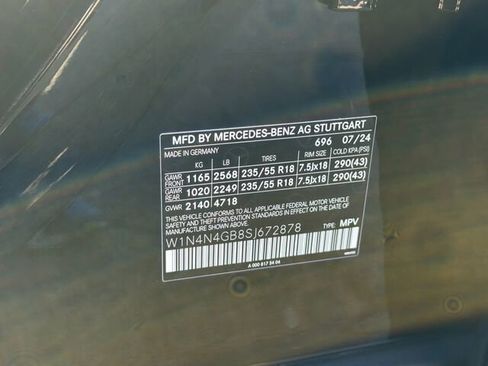 MFD BY MERCEDES-BENZ AG STUTTGART
MADE IN GERMANY 696 07/24
KG LB TIRES RIM SIZE COLD KPA (PSI)
GAWR FRONT 1165 2568 235/55 R18 7.5Jx18 290(43)
GAWR REAR 1020 2249 235/55 R18 7.5Jx18 290(43)
GVWR 2140 4718
THIS VEHICLE CONFORMS TO ALL APPLICABLE FEDERAL MOTOR
VEHICLE SAFETY AND THEFT PREVENTION STANDARDS IN EFFECT ON THE DATE OF
MANUFACTURE SHOWN ABOVE.
W1N4N4GB8SJ672878 TYPE: MPV
A 000 817 34 04